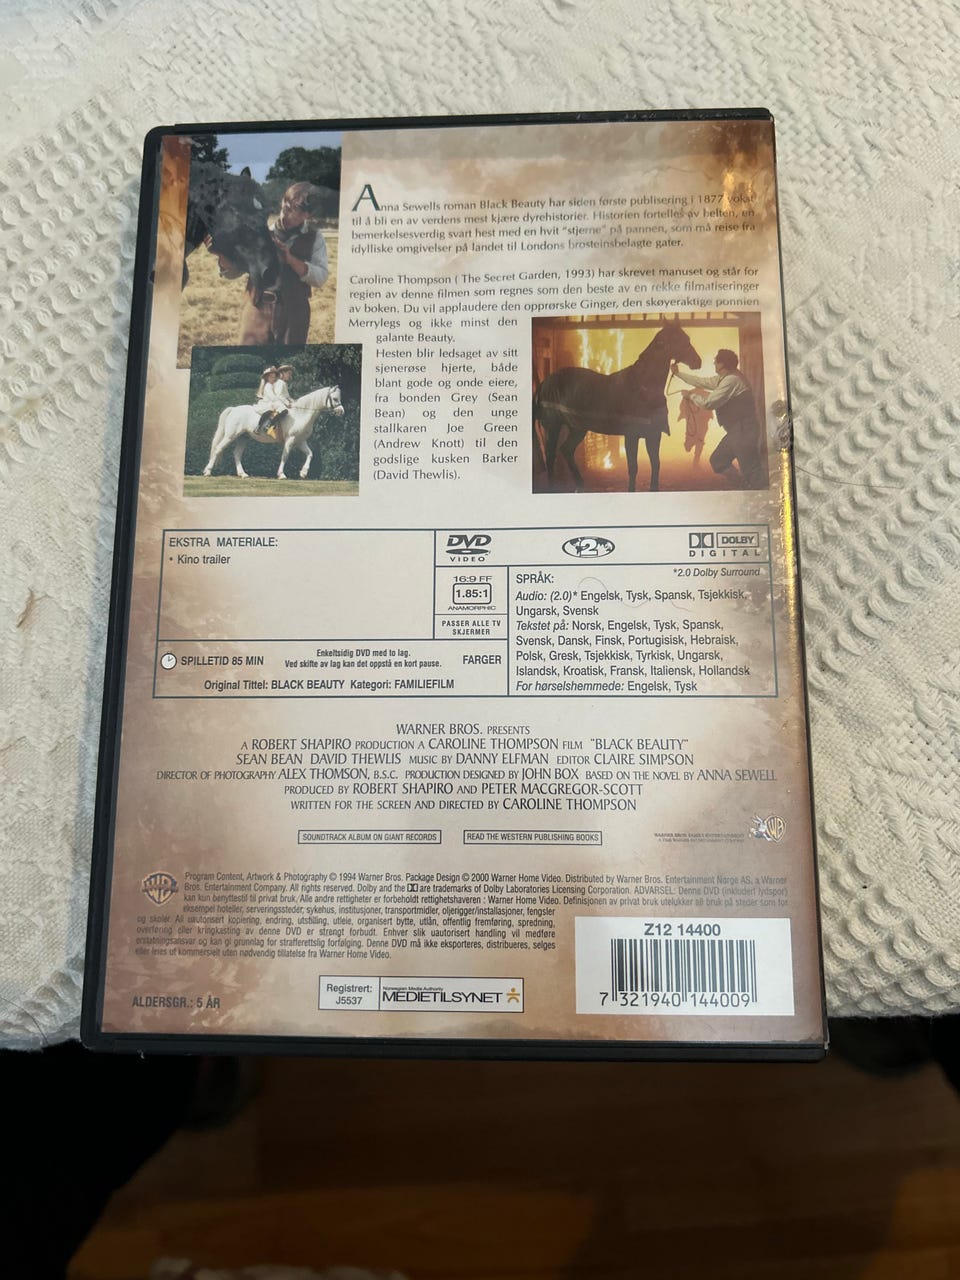 Anna Sewells roman Black Beauty har siden første publisering i 1877 vokst
til å bli en av verdens mest kjære dyrehistorier. Historien fortelles av helten, en
bemerkelsesverdig svart hest med en hvit "stjerne" på pannen, som må reise fra
idylliske omgivelser på landet til Londons brosteinsbelagte gater.
Caroline Thompson ( The Secret Garden, 1993) har skrevet manuset og står for
regien av denne filmen som regnes som den beste av en rekke filmatiseringer
av boken. Du vil applaudere den opprørske Ginger, den skøyeraktige ponnien
Merrylegs og ikke minst den
galante Beauty.
Hesten blir ledsaget av sitt
sjenerøse hjerte, både
blant gode og onde eiere,
fra bonden Grey (Sean
Bean) og den unge
stallkaren Joe Green
(Andrew Knott) til den
godslige kusken Barker
(David Thewlis).
EKSTRA MATERIALE:
• Kino trailer
DVD
VIDEO
2
DOLBY
DIGITAL
*2.0 Dolby Surround
16:9 FF
1.85:1
ANAMORPHIC
PASSER ALLE TV
SKJERMER
SPRÅK:
Audio: (2.0)* Engelsk, Tysk, Spansk, Tsjekkisk,
Ungarsk, Svensk
Tekstet på: Norsk, Engelsk, Tysk, Spansk,
Svensk, Dansk, Finsk, Portugisisk, Hebraisk,
Polsk, Gresk, Tsjekkisk, Tyrkisk, Ungarsk,
Islandsk, Kroatisk, Fransk, Italiensk, Hollandsk
For hørselshemmede: Engelsk, Tysk
SPILLETID 85 MIN
Enkeltsidig DVD med to lag.
Ved skifte av lag kan det oppstå en kort pause.
FARGER
Original Tittel: BLACK BEAUTY Kategori: FAMILIEFILM
WARNER BROS. PRESENTS
A ROBERT SHAPIRO PRODUCTION A CAROLINE THOMPSON FILM "BLACK BEAUTY"
SEAN BEAN DAVID THEWLIS MUSIC BY DANNY ELFMAN EDITOR CLAIRE SIMPSON
DIRECTOR OF PHOTOGRAPHY ALEX THOMSON, B.S.C. PRODUCTION DESIGNED BY JOHN BOX BASED ON THE NOVEL BY ANNA SEWELL
PRODUCED BY ROBERT SHAPIRO AND PETER MACGREGOR-SCOTT
WRITTEN FOR THE SCREEN AND DIRECTED BY CAROLINE THOMPSON
SOUNDTRACK ALBUM ON GIANT RECORDS
READ THE WESTERN PUBLISHING BOOKS
WARNER BROS. FAMILY ENTERTAINMENT
A TIME WARNER ENTERTAINMENT COMPANY
WB
Program Content, Artwork & Photography © 1994 Warner Bros. Package Design © 2000 Warner Home Video. Distributed by Warner Bros. Entertainment Norge AS, a Warner
Bros. Entertainment Company. All rights reserved. Dolby and the DD are trademarks of Dolby Laboratories Licensing Corporation. ADVARSEL: Denne DVD (inkludert lydspor)
kan kun benyttestil til privat bruk. Alle andre rettigheter er forbeholdt rettighetshaveren : Warner Home Video. Definisjonen av privat bruk utelukker all bruk på steder som for
eksempel hoteller, serveringssteder, sykehus, institusjoner, transportmidler, oljerigger/installasjoner, fengsler
og skoler. All uautorisert kopiering, endring, utstilling, utleie, organisert bytte, utlån, offentlig fremføring, spredning,
overføring eller kringkasting av denne DVD er strengt forbudt. Enhver slik uautorisert handling vil medføre
erstatningsansvar og kan gi grunnlag for strafferettslig forfølging. Denne DVD må ikke eksporteres, distribueres, selges
eller leies ut kommersielt uten nødvendig tillatelse fra Warner Home Video.
WB
Z12 14400
7 321940 144009
Registrert:
J5537
Norwegian Media Authority
MEDIETILSYNET
ALDERSGR.: 5 ÅR